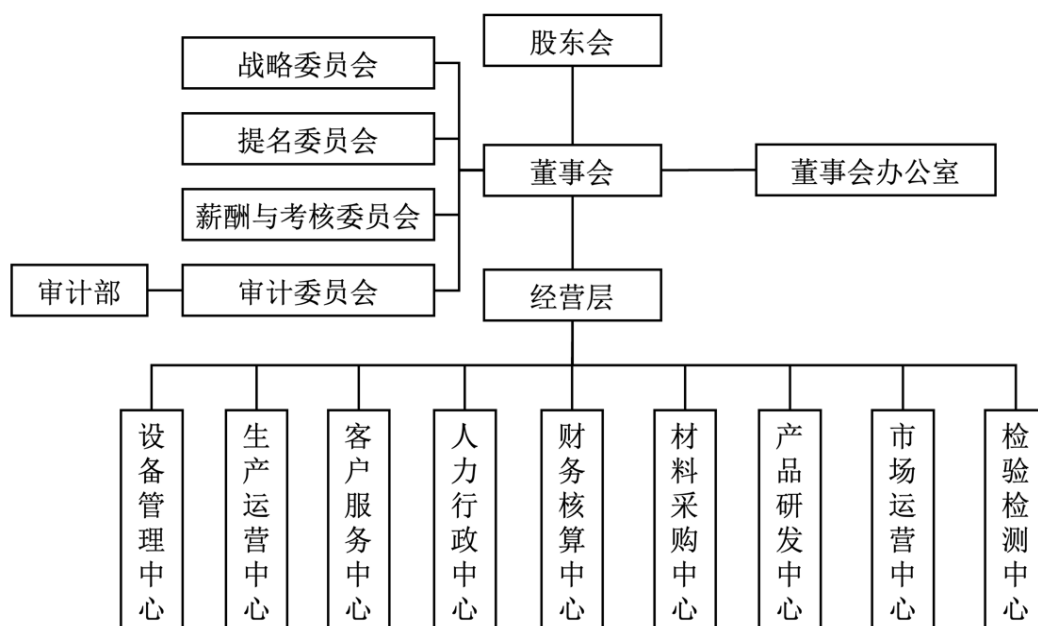 股东会
战略委员会
提名委员会
董事会
董事会办公室
薪酬与考核委员会
审计部
审计委员会
经营层
设备管理中心
生产运营中心
客户服务中心
人力行政中心
财务核算中心
材料采购中心
产品研发中心
市场运营中心
检验检测中心